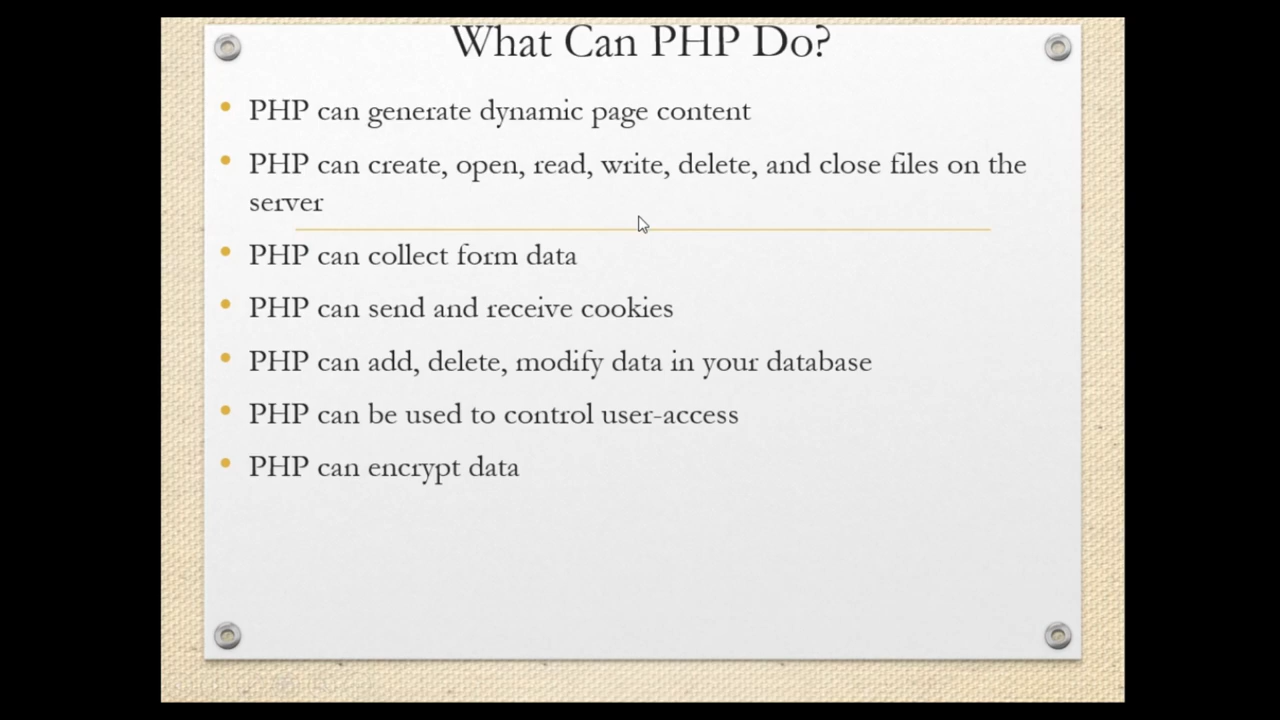 What Can PHP Do?
PHP can generate dynamic page content
PHP can create, open, read, write, delete, and close files on the
server
PHP can collect form data
PHP can send and receive cookies
PHP can add, delete, modify data in your database
PHP can be used to control user-access
PHP can encrypt data